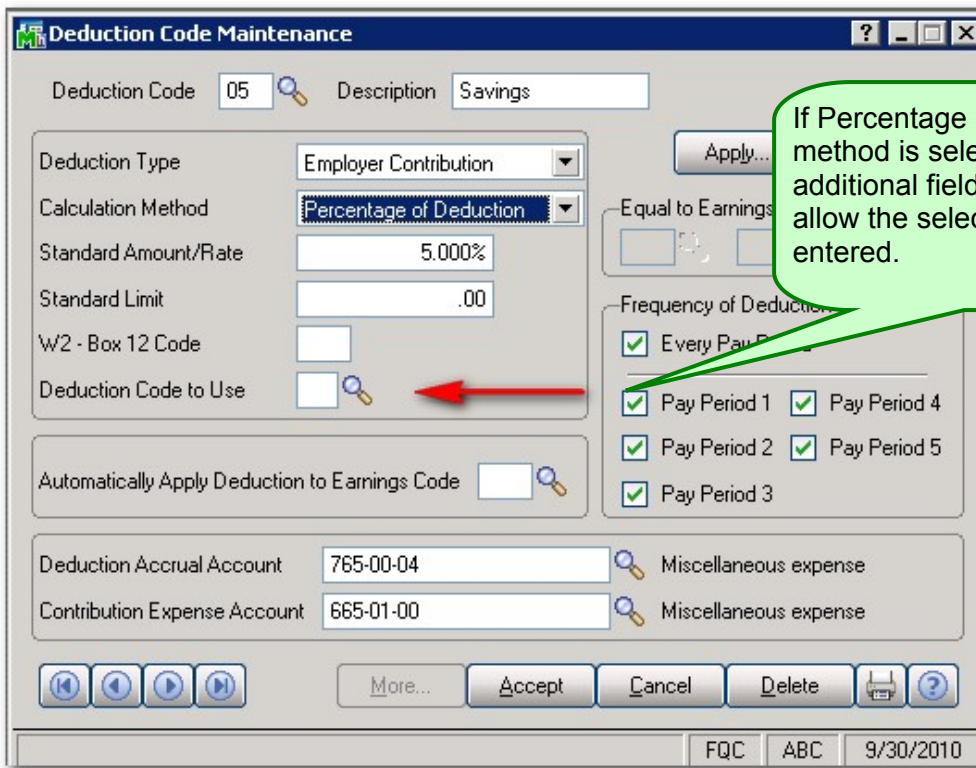 Deduction Code Maintenance
Deduction Code 05 Description Savings
Deduction Type Employer Contribution
Calculation Method Percentage of Deduction
Standard Amount/Rate 5.000%
Standard Limit .00
W2 - Box 12 Code
Deduction Code to Use
Automatically Apply Deduction to Earnings Code
Apply...
Equal to Earnings
Frequency of Deduction
Every Pay
Pay Period 1 Pay Period 4
Pay Period 2 Pay Period 5
Pay Period 3
If Percentage
method is
additional
allow the
entered.
Deduction Accrual Account 765-00-04 Miscellaneous expense
Contribution Expense Account 665-01-00 Miscellaneous expense
More... Accept Cancel Delete
FQC ABC 9/30/2010